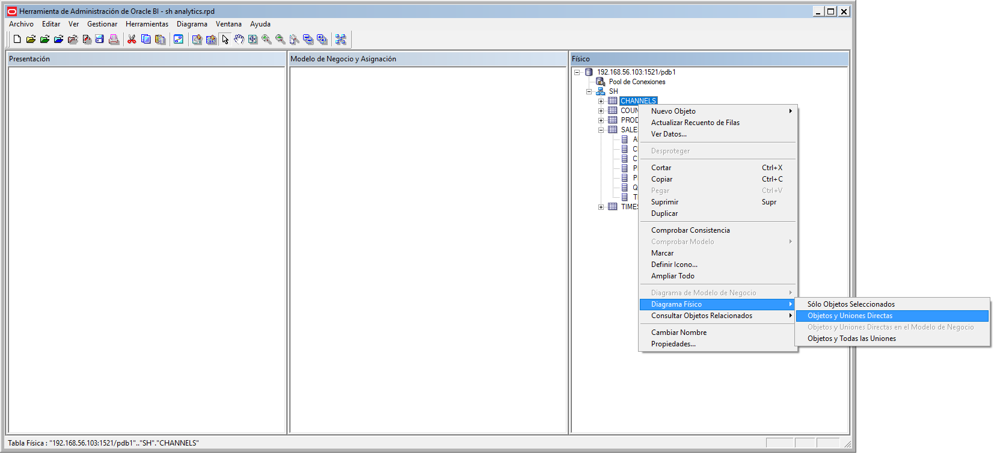 Herramienta de Administración de Oracle BI - sh analytics.rpd
Archivo Editar Ver Gestionar Herramientas Diagrama Ventana Ayuda
Presentación
Modelo de Negocio y Asignación
Físico
192.168.56.103:1521/pdb1
Pool de Conexiones
SH
CHANNELS
COUN
PROD
SALE
A
C
C
P
P
Q
T
TIMES
Nuevo Objeto
Actualizar Recuento de Filas
Ver Datos...
Desproteger
Cortar Ctrl+X
Copiar Ctrl+C
Pegar Ctrl+V
Suprimir Supr
Duplicar
Comprobar Consistencia
Comprobar Modelo
Marcar
Definir Icono...
Ampliar Todo
Diagrama de Modelo de Negocio
Diagrama Físico
Consultar Objetos Relacionados
Cambiar Nombre
Propiedades...
Sólo Objetos Seleccionados
Objetos y Uniones Directas
Objetos y Uniones Directas en el Modelo de Negocio
Objetos y Todas las Uniones
Tabla Física : "192.168.56.103:1521/pdb1".."SH"."CHANNELS"